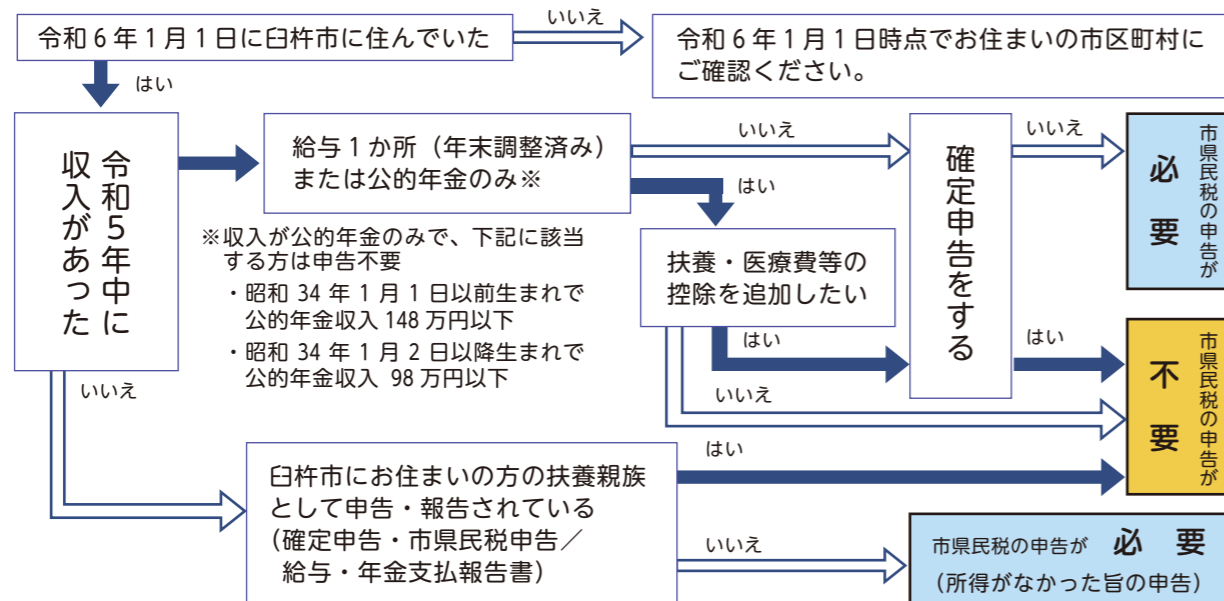 令和６年１月１日に臼杵市に住んでいた
いいえ
令和６年１月１日時点でお住まいの市区町村に
ご確認ください。
はい
令和５年中に
収入があった
給与１か所（年末調整済み）
または公的年金のみ※
いいえ
はい
※収入が公的年金のみで、下記に該当
する方は申告不要
・昭和 34 年 1 月 1 日以前生まれで
公的年金収入 148 万円以下
・昭和 34 年 1 月 2 日以降生まれで
公的年金収入 98 万円以下
扶養・医療費等の
控除を追加したい
はい
いいえ
確定申告をする
いいえ
はい
市県民税の申告が
必要
市県民税の申告が
不要
いいえ
臼杵市にお住まいの方の扶養親族
として申告・報告されている
（確定申告・市県民税申告／
給与・年金支払報告書）
はい
いいえ
市県民税の申告が 必 要
（所得がなかった旨の申告）